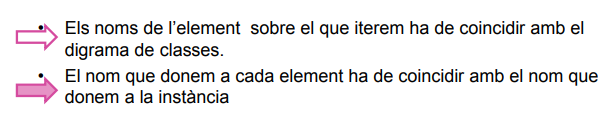 • Els noms de l’element sobre el que iterem ha de coincidir amb el
digrama de classes.
• El nom que donem a cada element ha de coincidir amb el nom que
donem a la instància